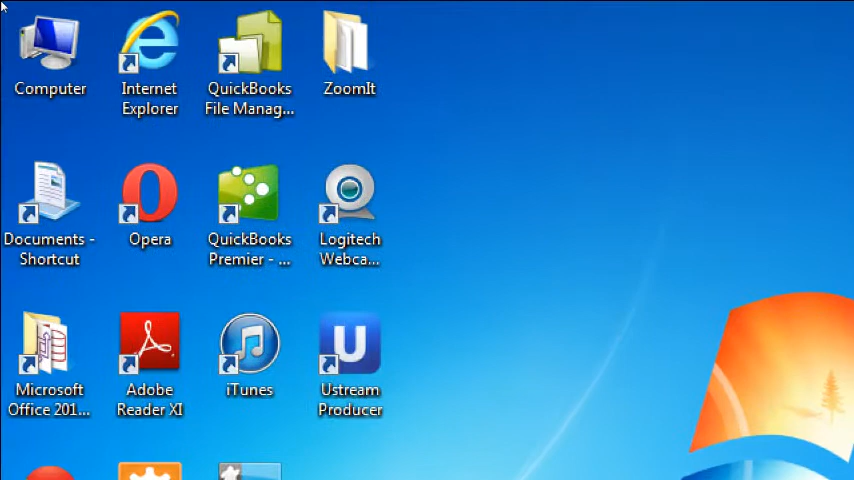 Computer
Internet
Explorer
QuickBooks
File Manag...
ZoomIt
Documents -
Shortcut
Opera
QuickBooks
Premier - ...
Logitech
Webca...
Microsoft
Office 201...
Adobe
Reader XI
iTunes
U
Ustream
Producer